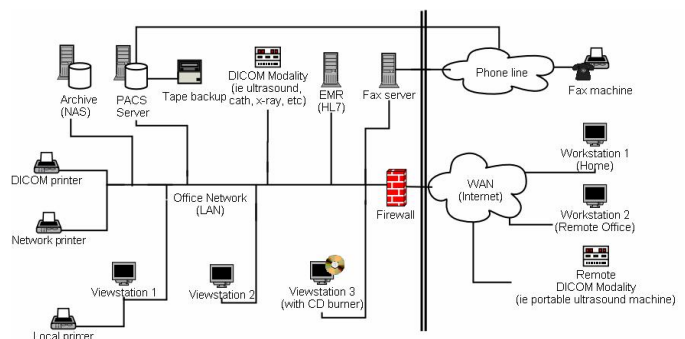 Archive
(NAS)
PACS
Server
Tape backup
DICOM Modality
(ie ultrasound,
cath, x-ray, etc)
EMR
(HL7)
Fax server
Phone line
Fax machine
DICOM printer
Network printer
Office Network
(LAN)
Firewall
WAN
(Internet)
Workstation 1
(Home)
Workstation 2
(Remote Office)
Remote
DICOM Modality
(ie portable ultrasound machine)
Viewstation 1
Viewstation 2
Viewstation 3
(with CD burner)
Local printer